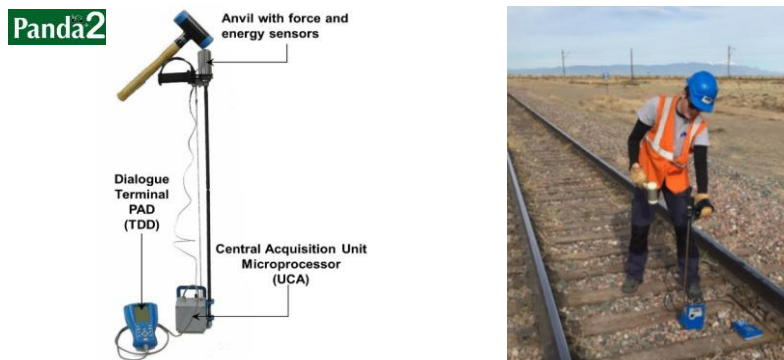 Panda2
Anvil with force and
energy sensors
Dialogue
Terminal
PAD
(TDD)
Central Acquisition Unit
Microprocessor
(UCA)